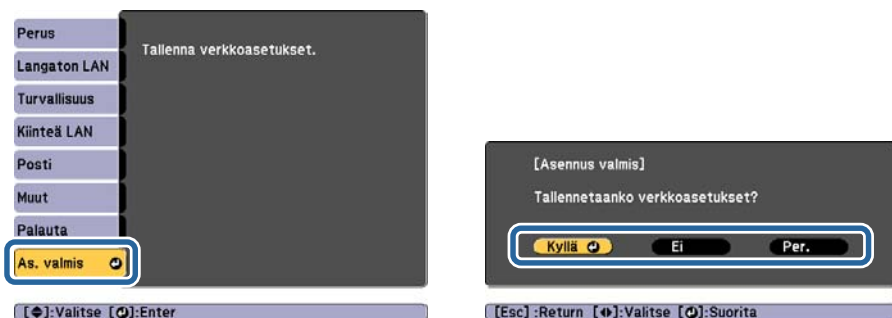 Perus
Langaton LAN
Turvallisuus
Kiinteä LAN
Posti
Muut
Palauta
As. valmis
Tallenna verkkoasetukset.
[◆]:Valitse [⏎]:Enter
[Asennus valmis]
Tallennetaanko verkkoasetukset?
Kyllä Ei Per.
[Esc] :Return [◆]:Valitse [⏎]:Suorita